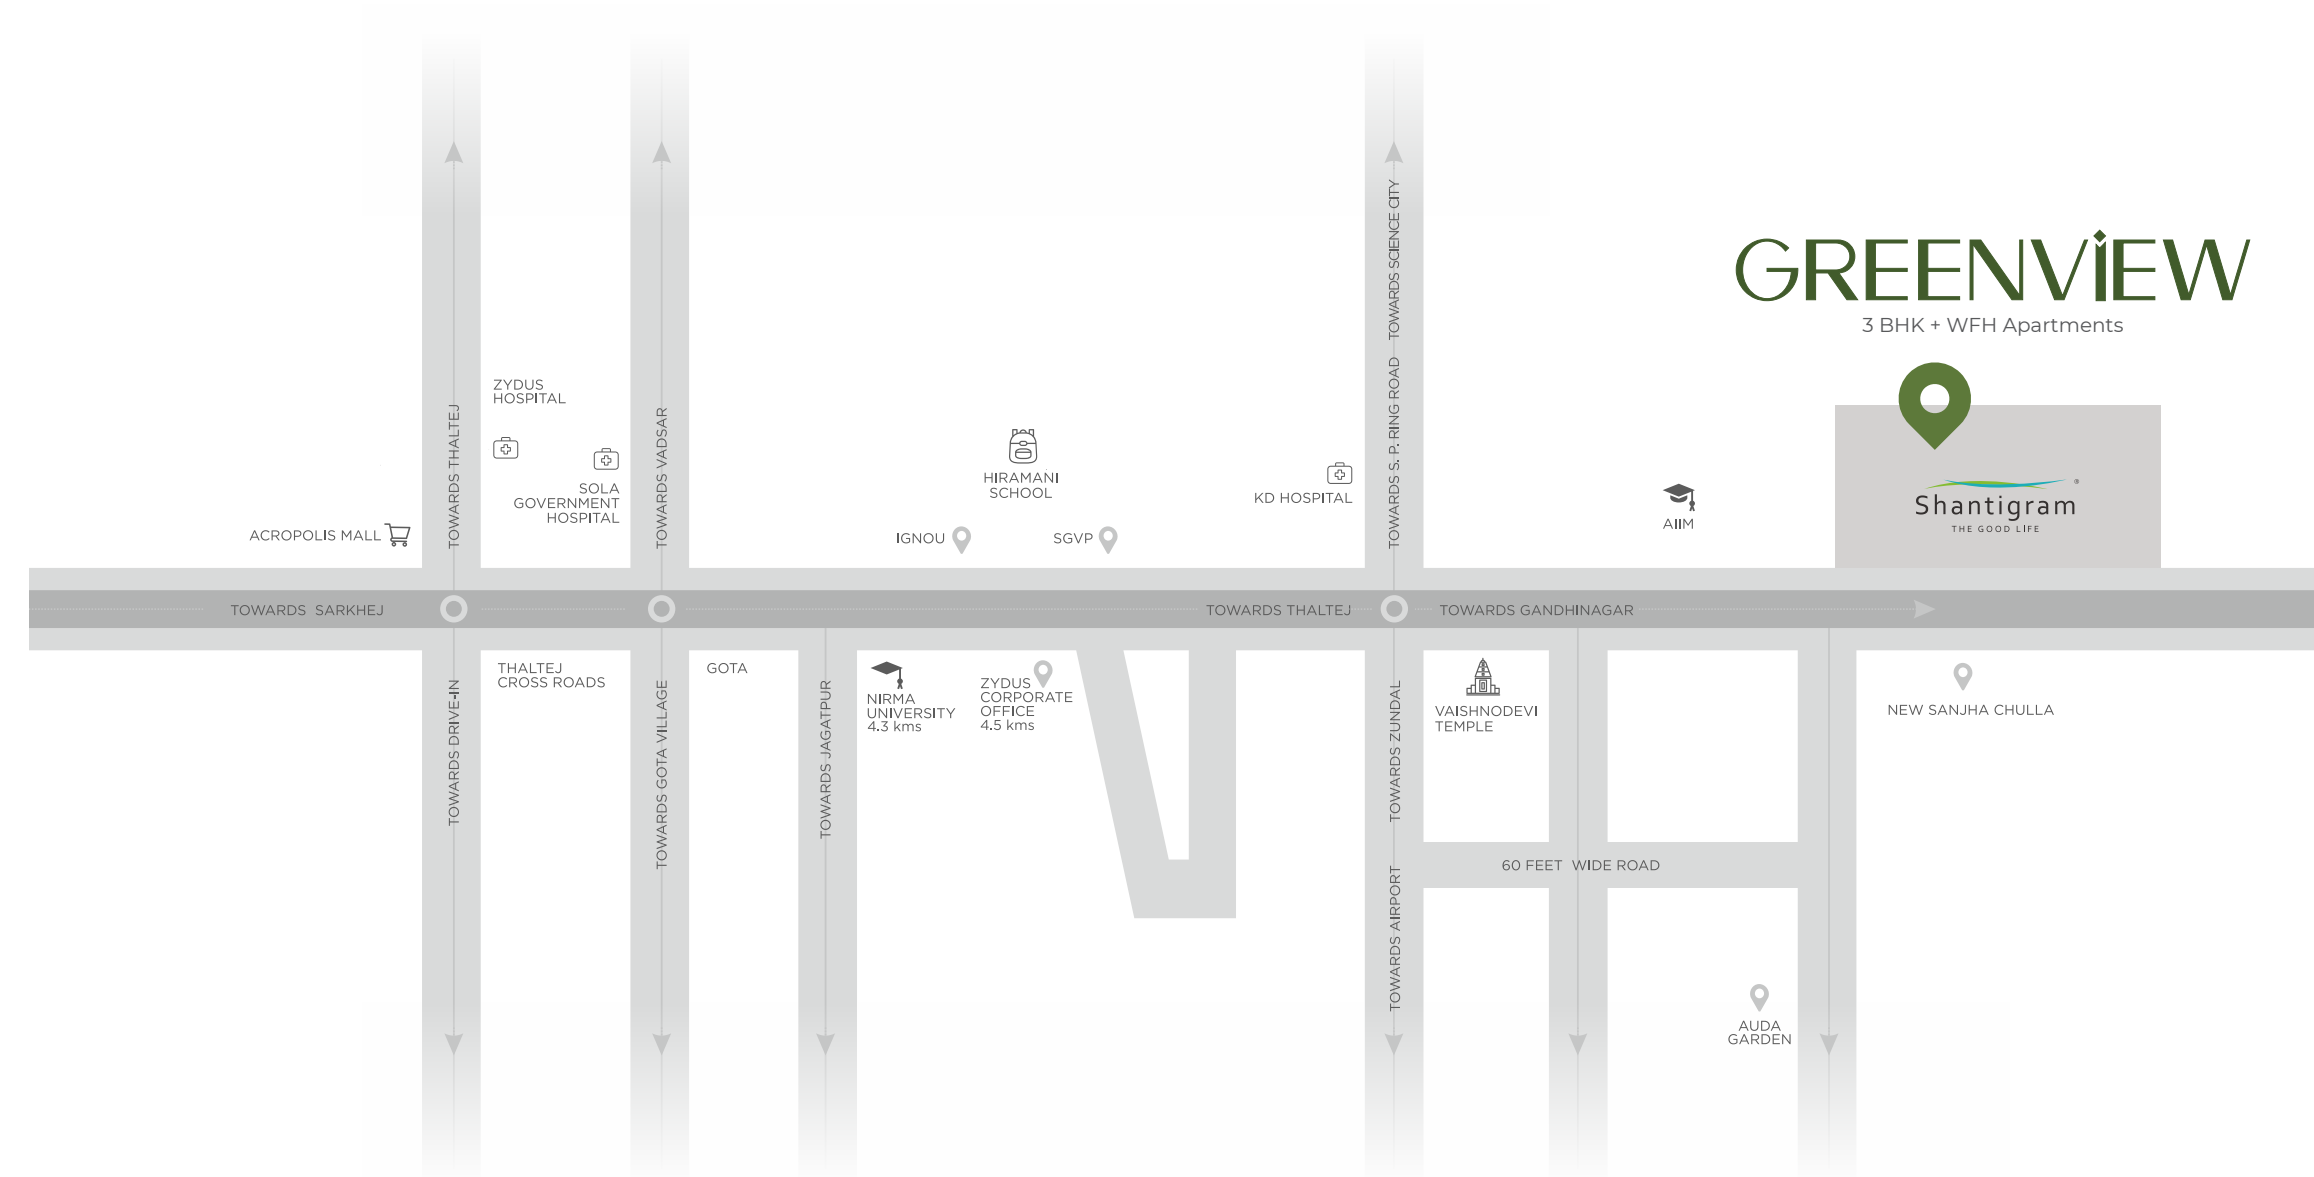 GREENVIEW
3 BHK + WFH Apartments
TOWARDS SCIENCE CITY
TOWARDS S. P. RING ROAD
TOWARDS THALTEJ
TOWARDS VADSAR
ZYDUS
HOSPITAL
SOLA
GOVERNMENT
HOSPITAL
ACROPOLIS MALL
HIRAMANI
SCHOOL
IGNOU
SGVP
KD HOSPITAL
AIIM
Shantigram
®
THE GOOD LIFE
TOWARDS SARKHEJ
TOWARDS THALTEJ
TOWARDS GANDHINAGAR
THALTEJ
CROSS ROADS
GOTA
NIRMA
UNIVERSITY
4.3 kms
ZYDUS
CORPORATE
OFFICE
4.5 kms
VAISHNODEVI
TEMPLE
NEW SANJHA CHULLA
TOWARDS DRIVE-IN
TOWARDS GOTA VILLAGE
TOWARDS JAGATPUR
TOWARDS ZUNDAL
TOWARDS AIRPORT
60 FEET WIDE ROAD
AUDA
GARDEN